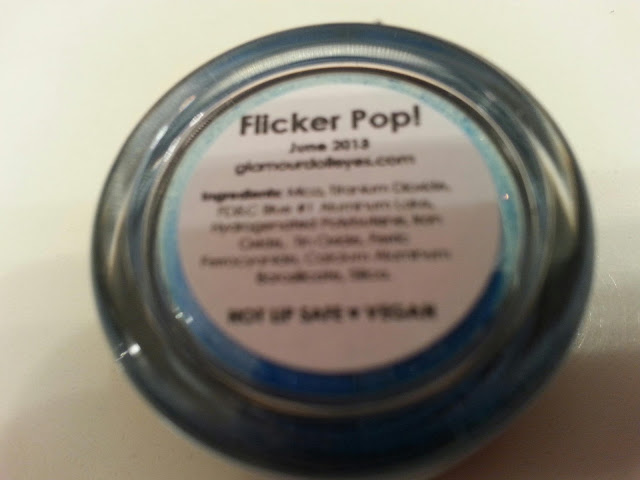 Flicker Pop!
June 2013
glamourdolleyes.com
Ingredients: Mica, Titanium Dioxide,
FD&C Blue #1 Aluminum Lake,
Hydrogenated Polyisobutene, Iron
Oxide, Tin Oxide, Ferric
Ferrocyanide, Calcium Aluminum
Borosilicate, Silica.
NOT LIP SAFE ♥ VEGAN